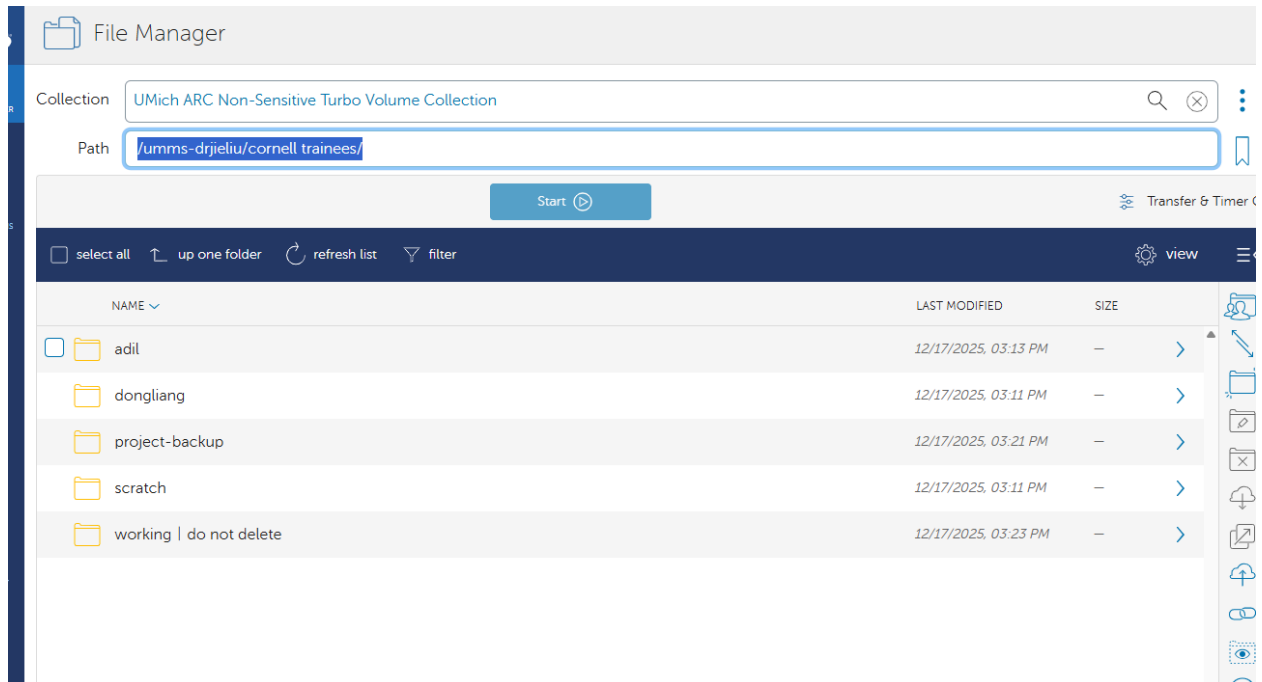 File Manager
Collection UMich ARC Non-Sensitive Turbo Volume Collection
Path /umms-drjieliu/cornell trainees/
Start Transfer & Timer
select all up one folder refresh list filter view
NAME LAST MODIFIED SIZE
adil 12/17/2025, 03:13 PM –
dongliang 12/17/2025, 03:11 PM –
project-backup 12/17/2025, 03:21 PM –
scratch 12/17/2025, 03:11 PM –
working | do not delete 12/17/2025, 03:23 PM –